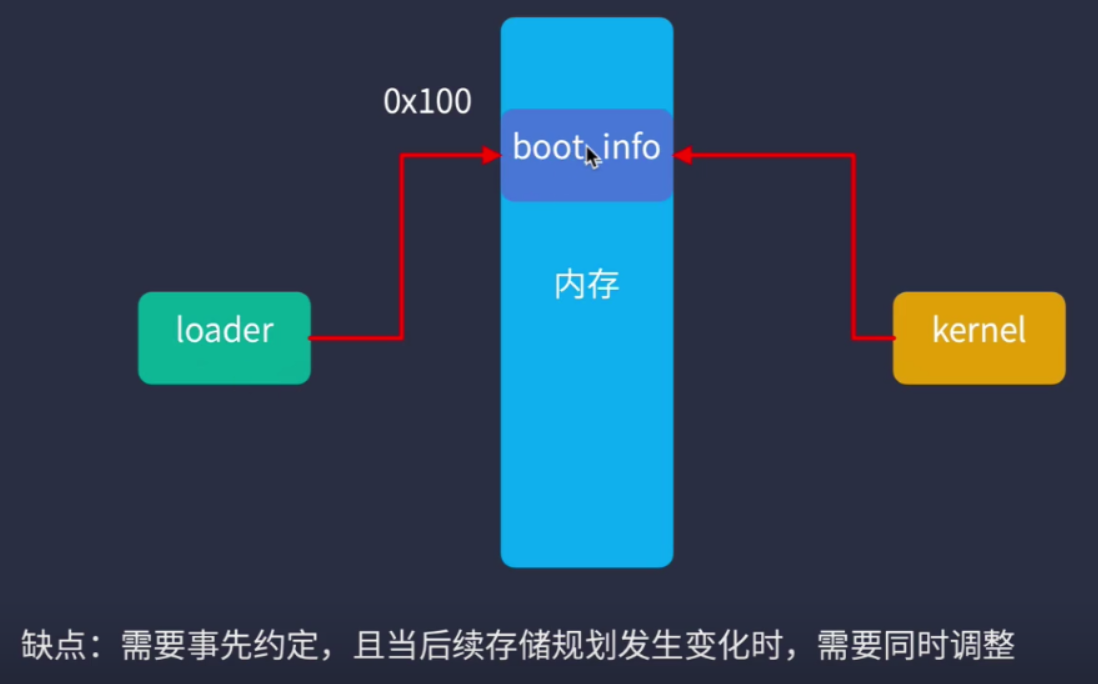 0x100
boot_info
内存
loader
kernel
缺点：需要事先约定，且当后续存储规划发生变化时，需要同时调整